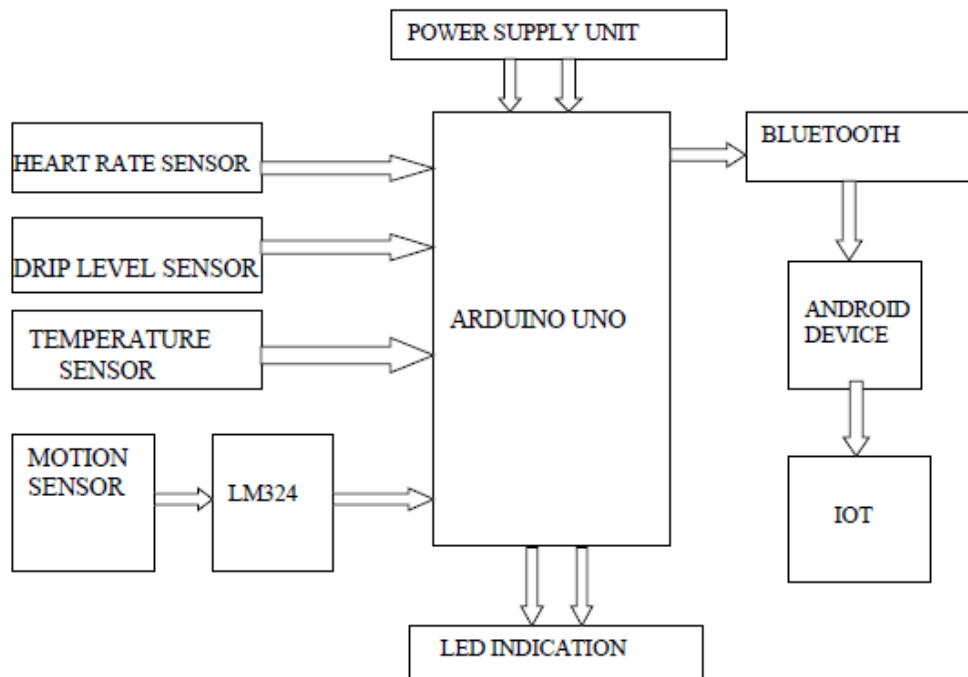 POWER SUPPLY UNIT
HEART RATE SENSOR
DRIP LEVEL SENSOR
TEMPERATURE
SENSOR
MOTION
SENSOR
LM324
ARDUINO UNO
BLUETOOTH
ANDROID
DEVICE
IOT
LED INDICATION